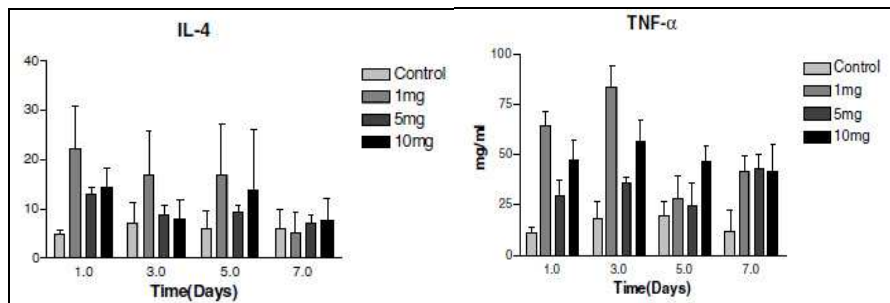 IL-4
40
30
20
10
0
1.0 3.0 5.0 7.0
Time(Days)
Control
1mg
5mg
10mg
TNF-α
mg/ml
100
75
50
25
0
1.0 3.0 5.0 7.0
Time(Days)
Control
1mg
5mg
10mg